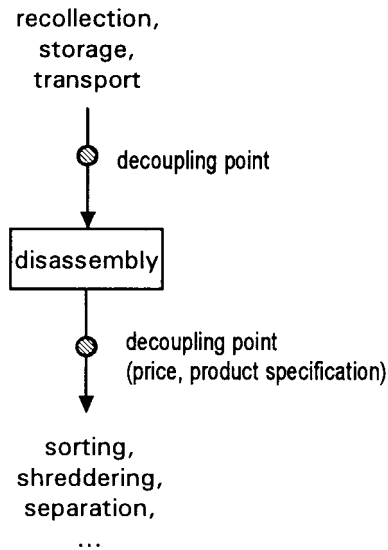 recollection,
storage,
transport
decoupling point
disassembly
decoupling point
(price, product specification)
sorting,
shreddering,
separation,
...